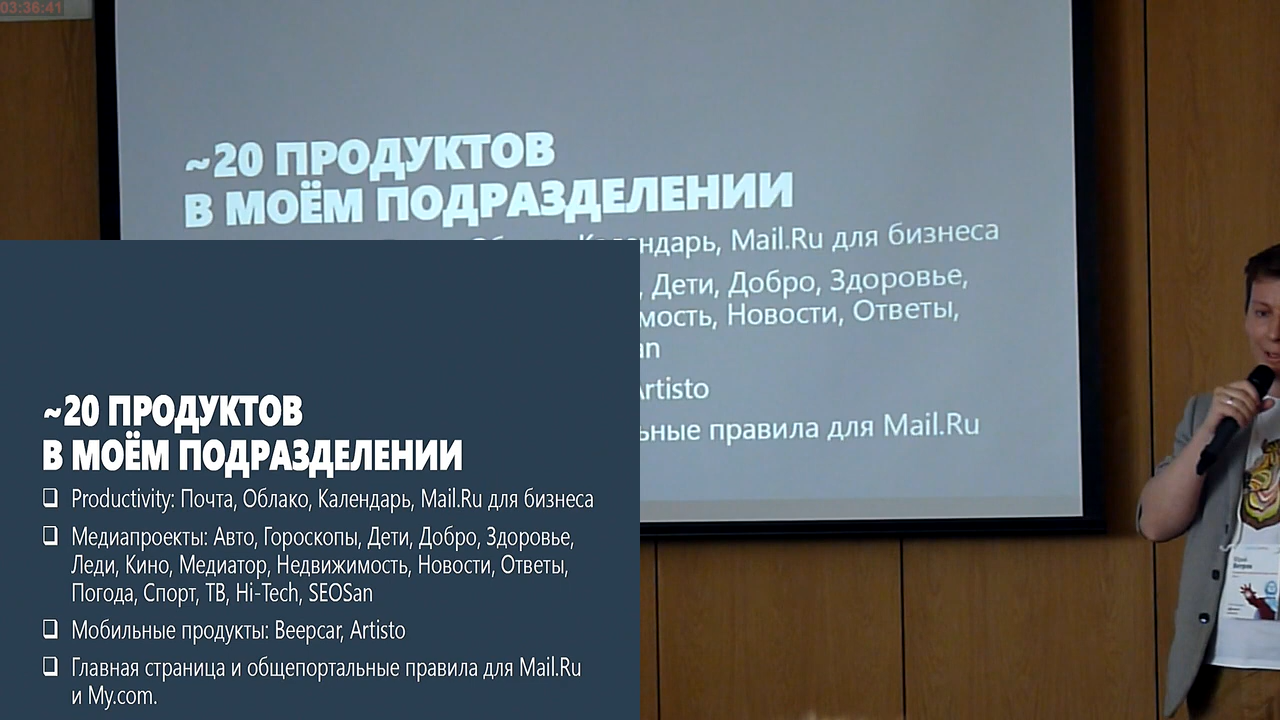 03:36:41
~20 ПРОДУКТОВ
В МОЁМ ПОДРАЗДЕЛЕНИИ
Календарь, Mail.Ru для бизнеса
, Дети, Добро, Здоровье,
мость, Новости, Ответы,
an
Artisto
ьные правила для Mail.Ru
~20 ПРОДУКТОВ
В МОЁМ ПОДРАЗДЕЛЕНИИ
Productivity: Почта, Облако, Календарь, Mail.Ru для бизнеса
Медиапроекты: Авто, Гороскопы, Дети, Добро, Здоровье,
Леди, Кино, Медиатор, Недвижимость, Новости, Ответы,
Погода, Спорт, ТВ, Hi-Tech, SEOSan
Мобильные продукты: Beepcar, Artisto
Главная страница и общепортальные правила для Mail.Ru
и My.com.